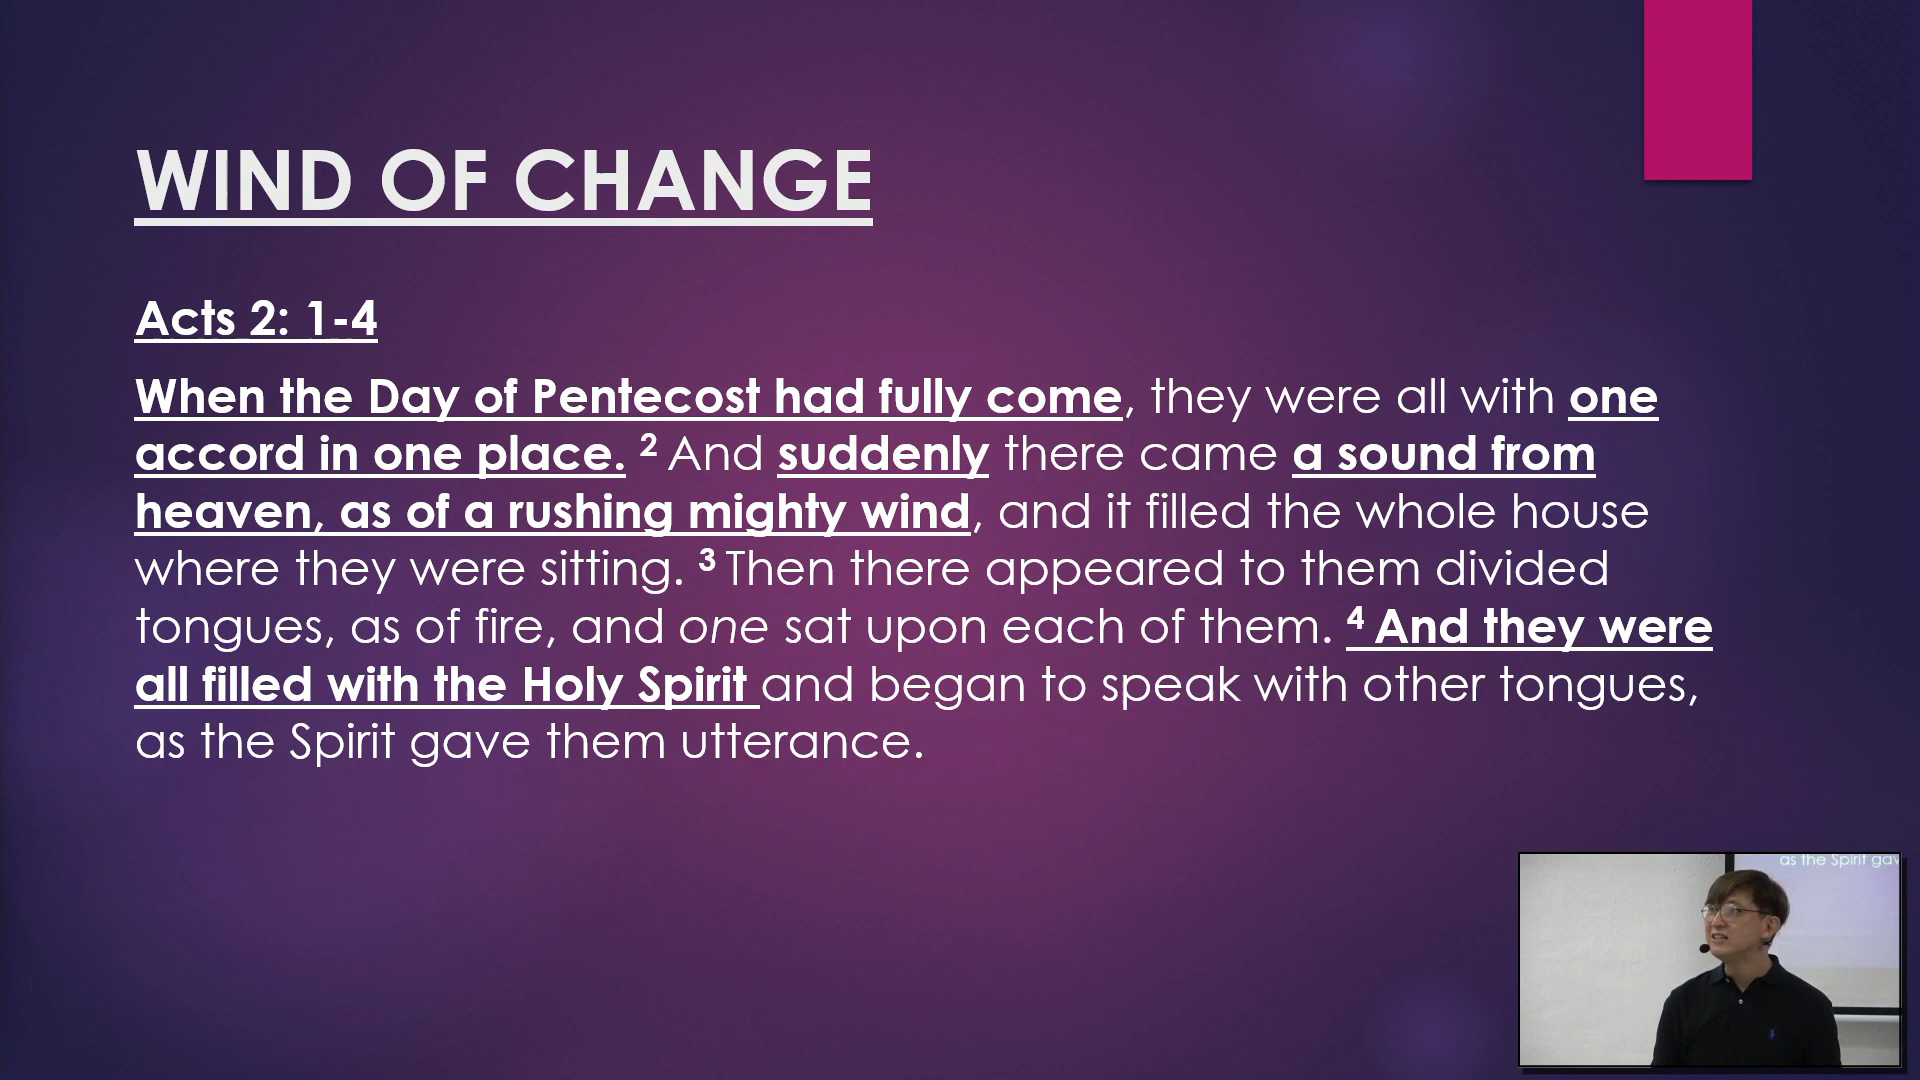 WIND OF CHANGE
Acts 2: 1-4
When the Day of Pentecost had fully come, they were all with one
accord in one place. 2 And suddenly there came a sound from
heaven, as of a rushing mighty wind, and it filled the whole house
where they were sitting. 3 Then there appeared to them divided
tongues, as of fire, and one sat upon each of them. 4 And they were
all filled with the Holy Spirit and began to speak with other tongues,
as the Spirit gave them utterance.
as the Spirit gav